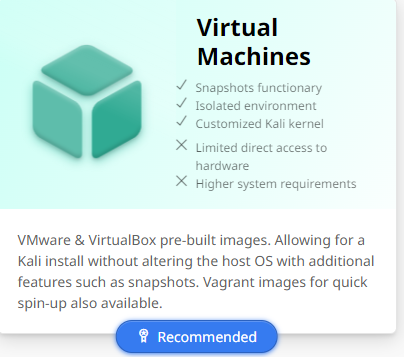 Virtual
Machines
Snapshots functionary
Isolated environment
Customized Kali kernel
Limited direct access to
hardware
Higher system requirements
VMware & VirtualBox pre-built images. Allowing for a
Kali install without altering the host OS with additional
features such as snapshots. Vagrant images for quick
spin-up also available.
Recommended